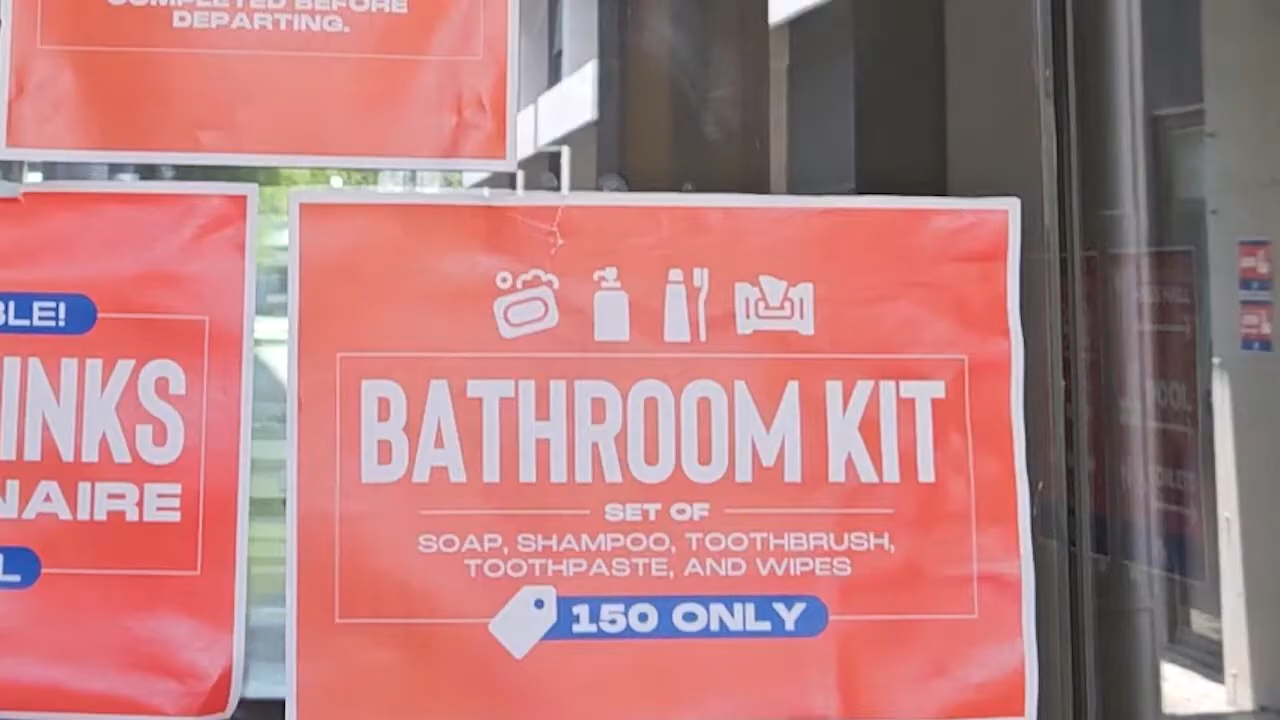 COMPLETED BEFORE
DEPARTING.
BLE!
INKS
NAIRE
L
BATHROOM KIT
SET OF
SOAP, SHAMPOO, TOOTHBRUSH,
TOOTHPASTE, AND WIPES
150 ONLY